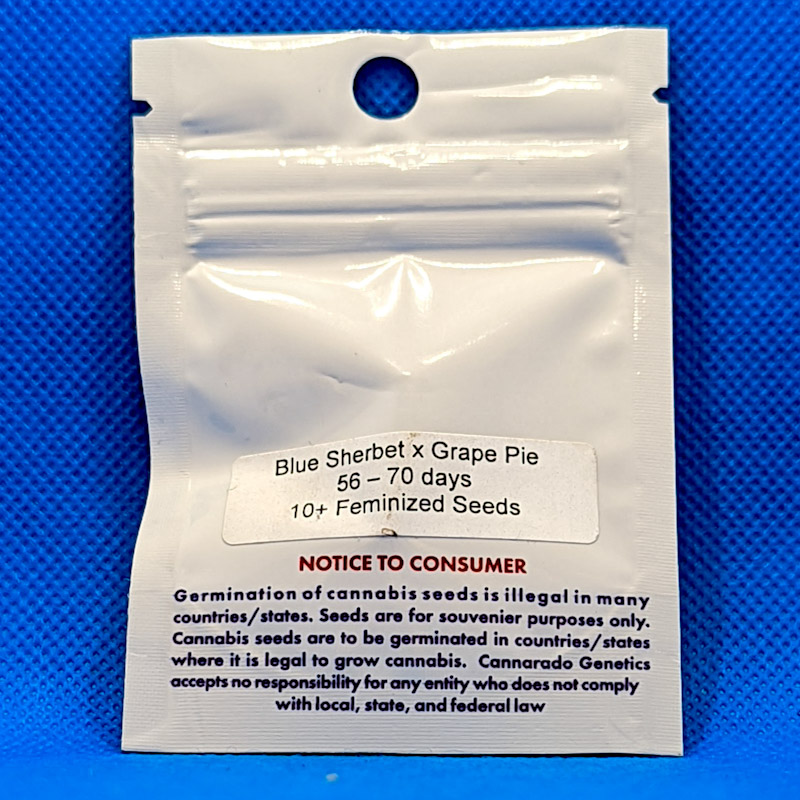 Blue Sherbet x Grape Pie
56 – 70 days
10+ Feminized Seeds
NOTICE TO CONSUMER
Germination of cannabis seeds is illegal in many
countries/states. Seeds are for souvenier purposes only.
Cannabis seeds are to be germinated in countries/states
where it is legal to grow cannabis. Cannarado Genetics
accepts no responsibility for any entity who does not comply
with local, state, and federal law